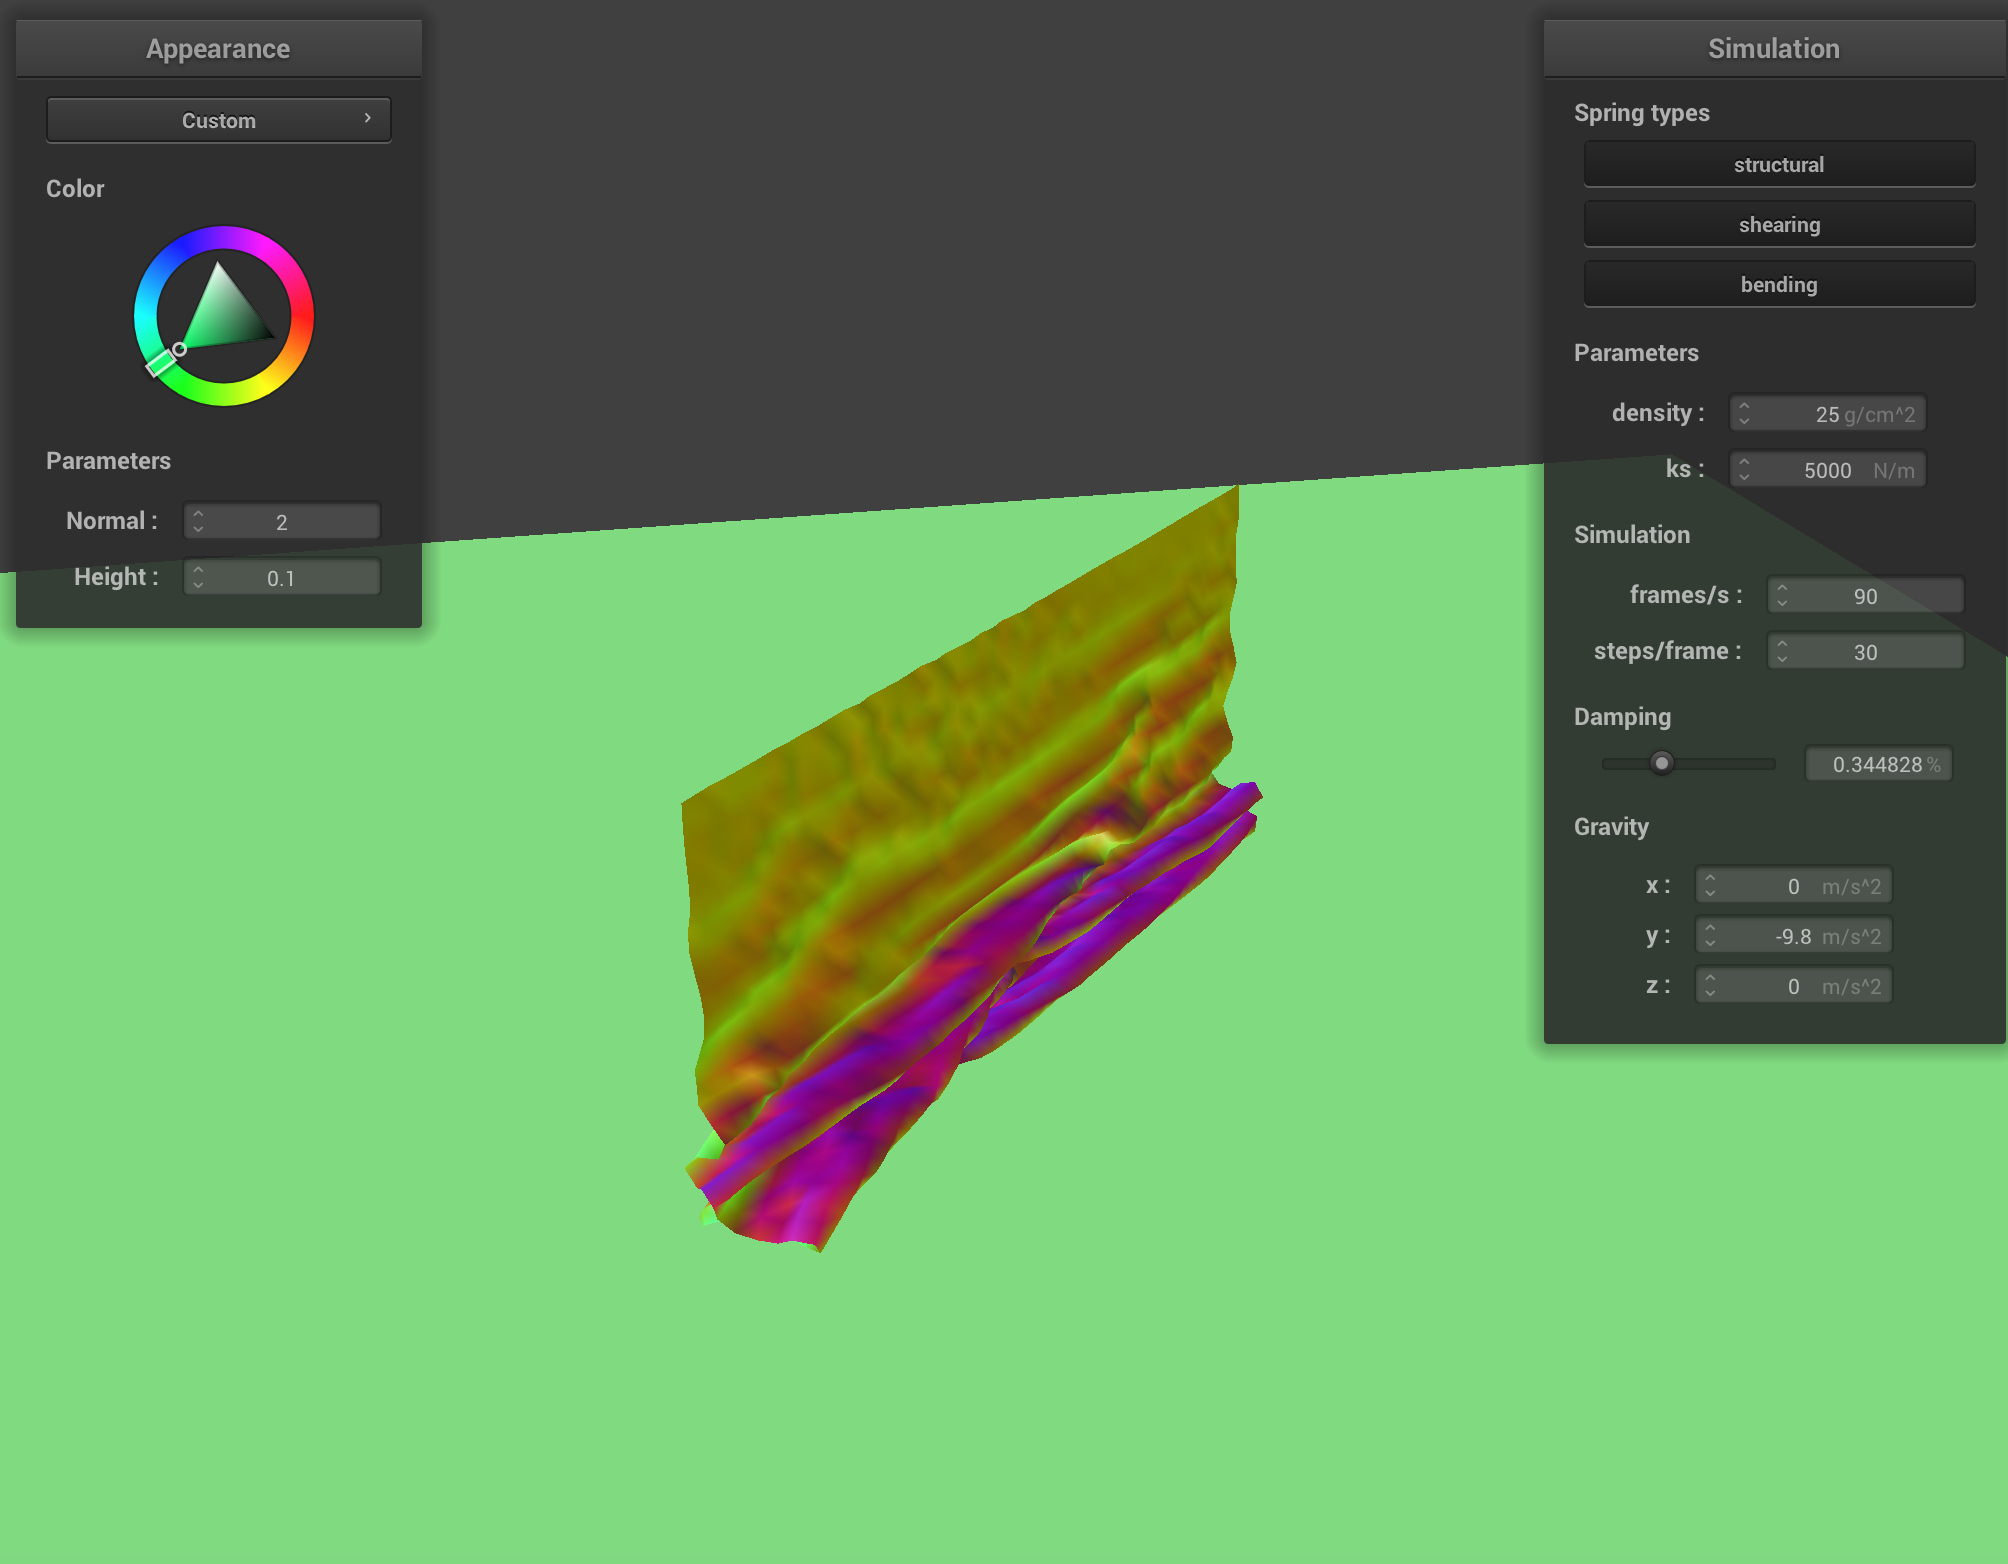 Appearance
Custom
Color
Parameters
Normal : 2
Height : 0.1
Simulation
Spring types
structural
shearing
bending
Parameters
density : 25 g/cm^2
ks : 5000 N/m
Simulation
frames/s : 90
steps/frame : 30
Damping
0.344828 %
Gravity
x : 0 m/s^2
y : -9.8 m/s^2
z : 0 m/s^2